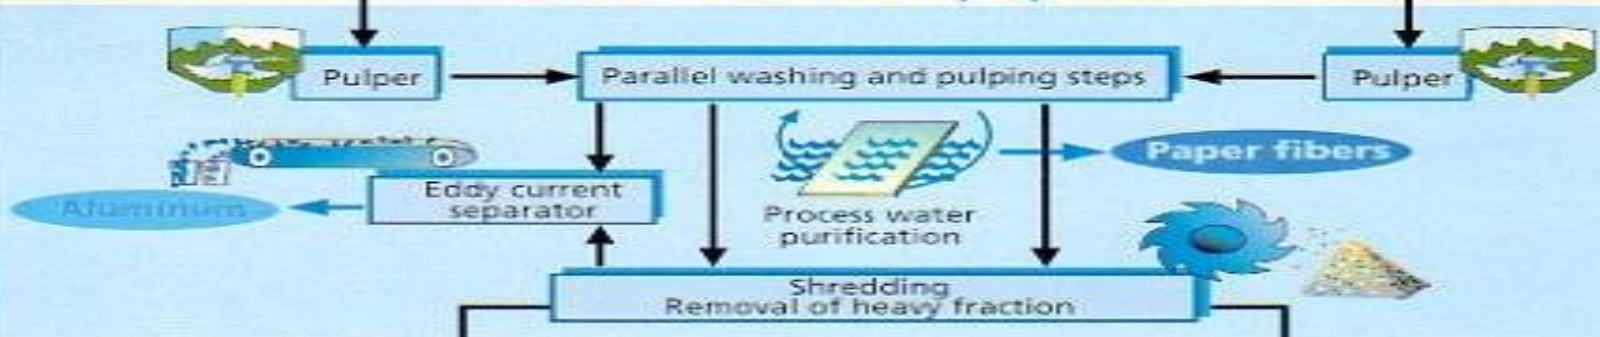 Pulper
Parallel washing and pulping steps
Pulper
Paper fibers
Eddy current
separator
Aluminum
Process water
purification
Shredding
Removal of heavy fraction